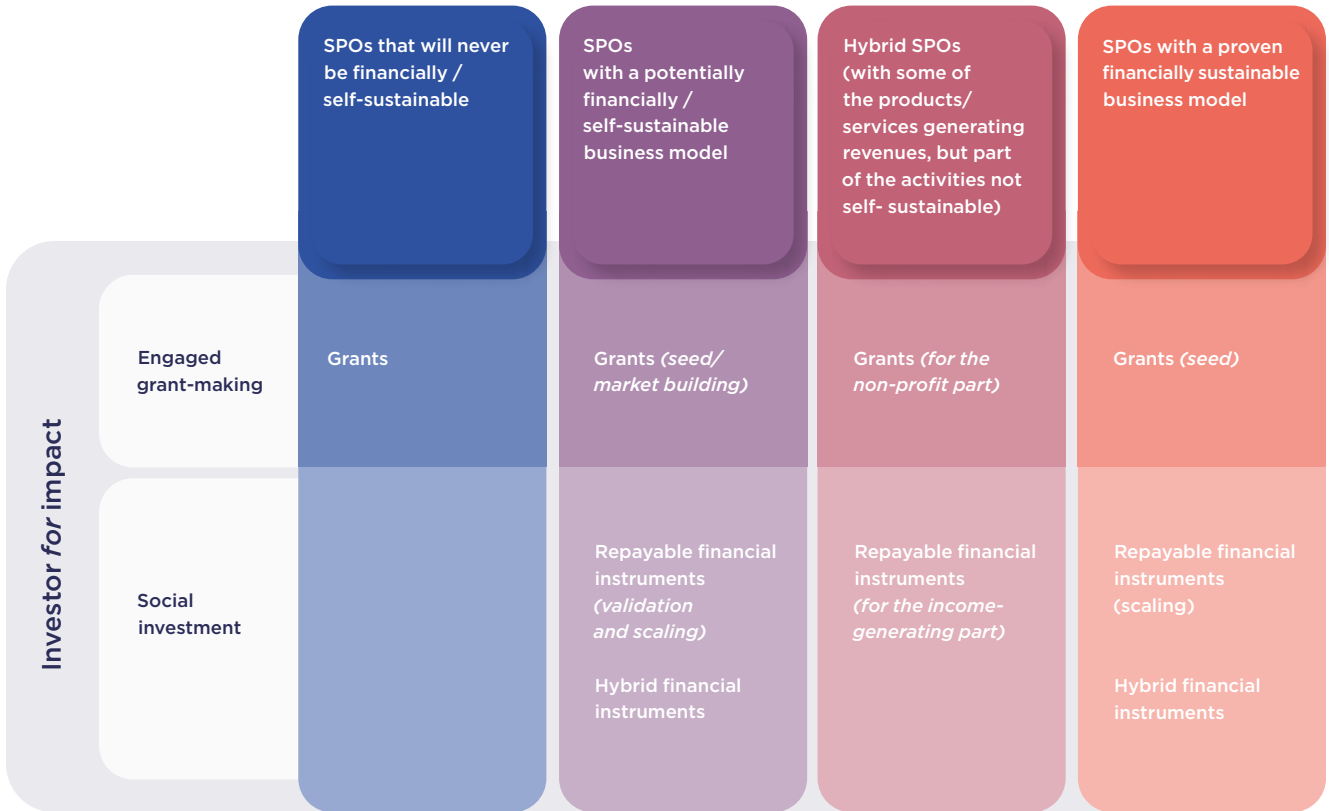 SPOs that will never
be financially /
self-sustainable
SPOs
with a potentially
financially /
self-sustainable
business model
Hybrid SPOs
(with some of
the products/
services generating
revenues, but part
of the activities not
self- sustainable)
SPOs with a proven
financially sustainable
business model
Investor for impact
Engaged
grant-making
Grants
Grants (seed/
market building)
Grants (for the
non-profit part)
Grants (seed)
Social
investment
Repayable financial
instruments
(validation
and scaling)
Hybrid financial
instruments
Repayable financial
instruments
(for the income-
generating part)
Repayable financial
instruments
(scaling)
Hybrid financial
instruments